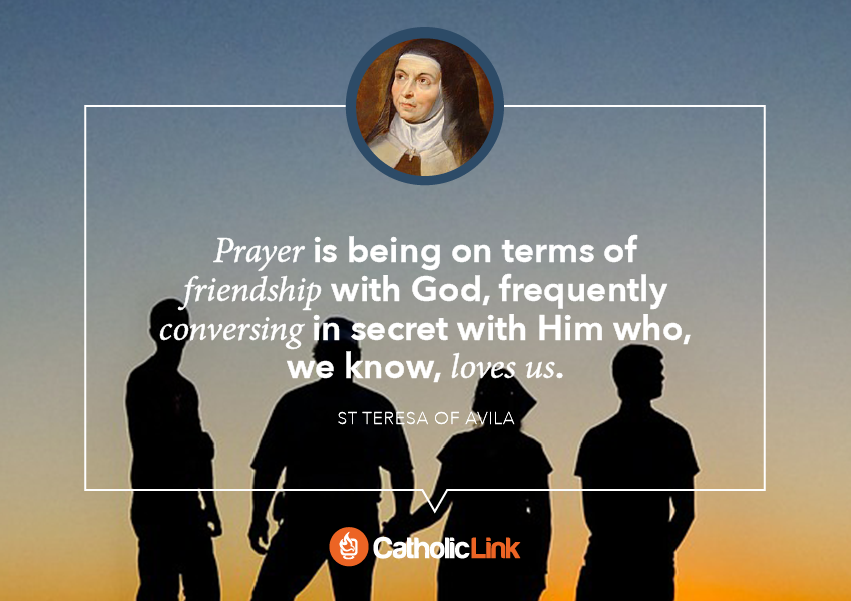 Prayer is being on terms of
friendship with God, frequently
conversing in secret with Him who,
we know, loves us.
ST TERESA OF AVILA
CatholicLink